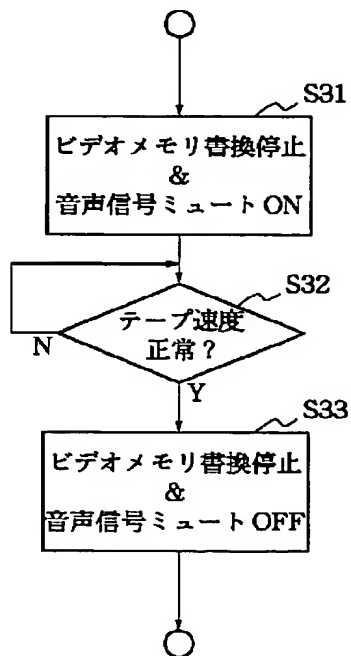 S31
ビデオメモリ書換停止
&
音声信号ミュートON
S32
テープ速度
正常?
N
Y
S33
ビデオメモリ書換停止
&
音声信号ミュートOFF